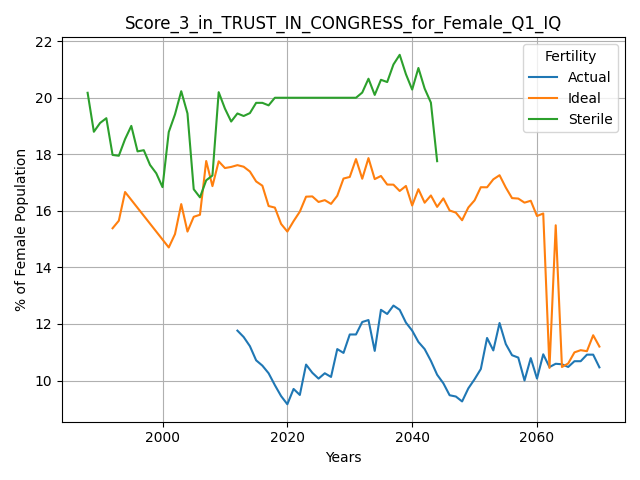 Score_3_in_TRUST_IN_CONGRESS_for_Female_Q1_IQ
% of Female Population
22
20
18
16
14
12
10
Fertility
Actual
Ideal
Sterile
2000
2020
2040
2060
Years